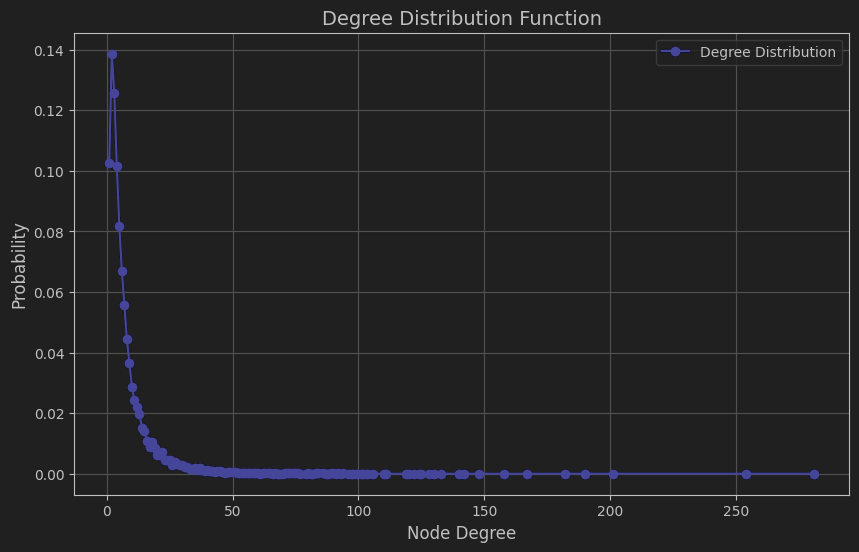 Degree Distribution Function
Degree Distribution
0.14
0.12
0.10
0.08
0.06
0.04
0.02
0.00
Probability
0 50 100 150 200 250
Node Degree